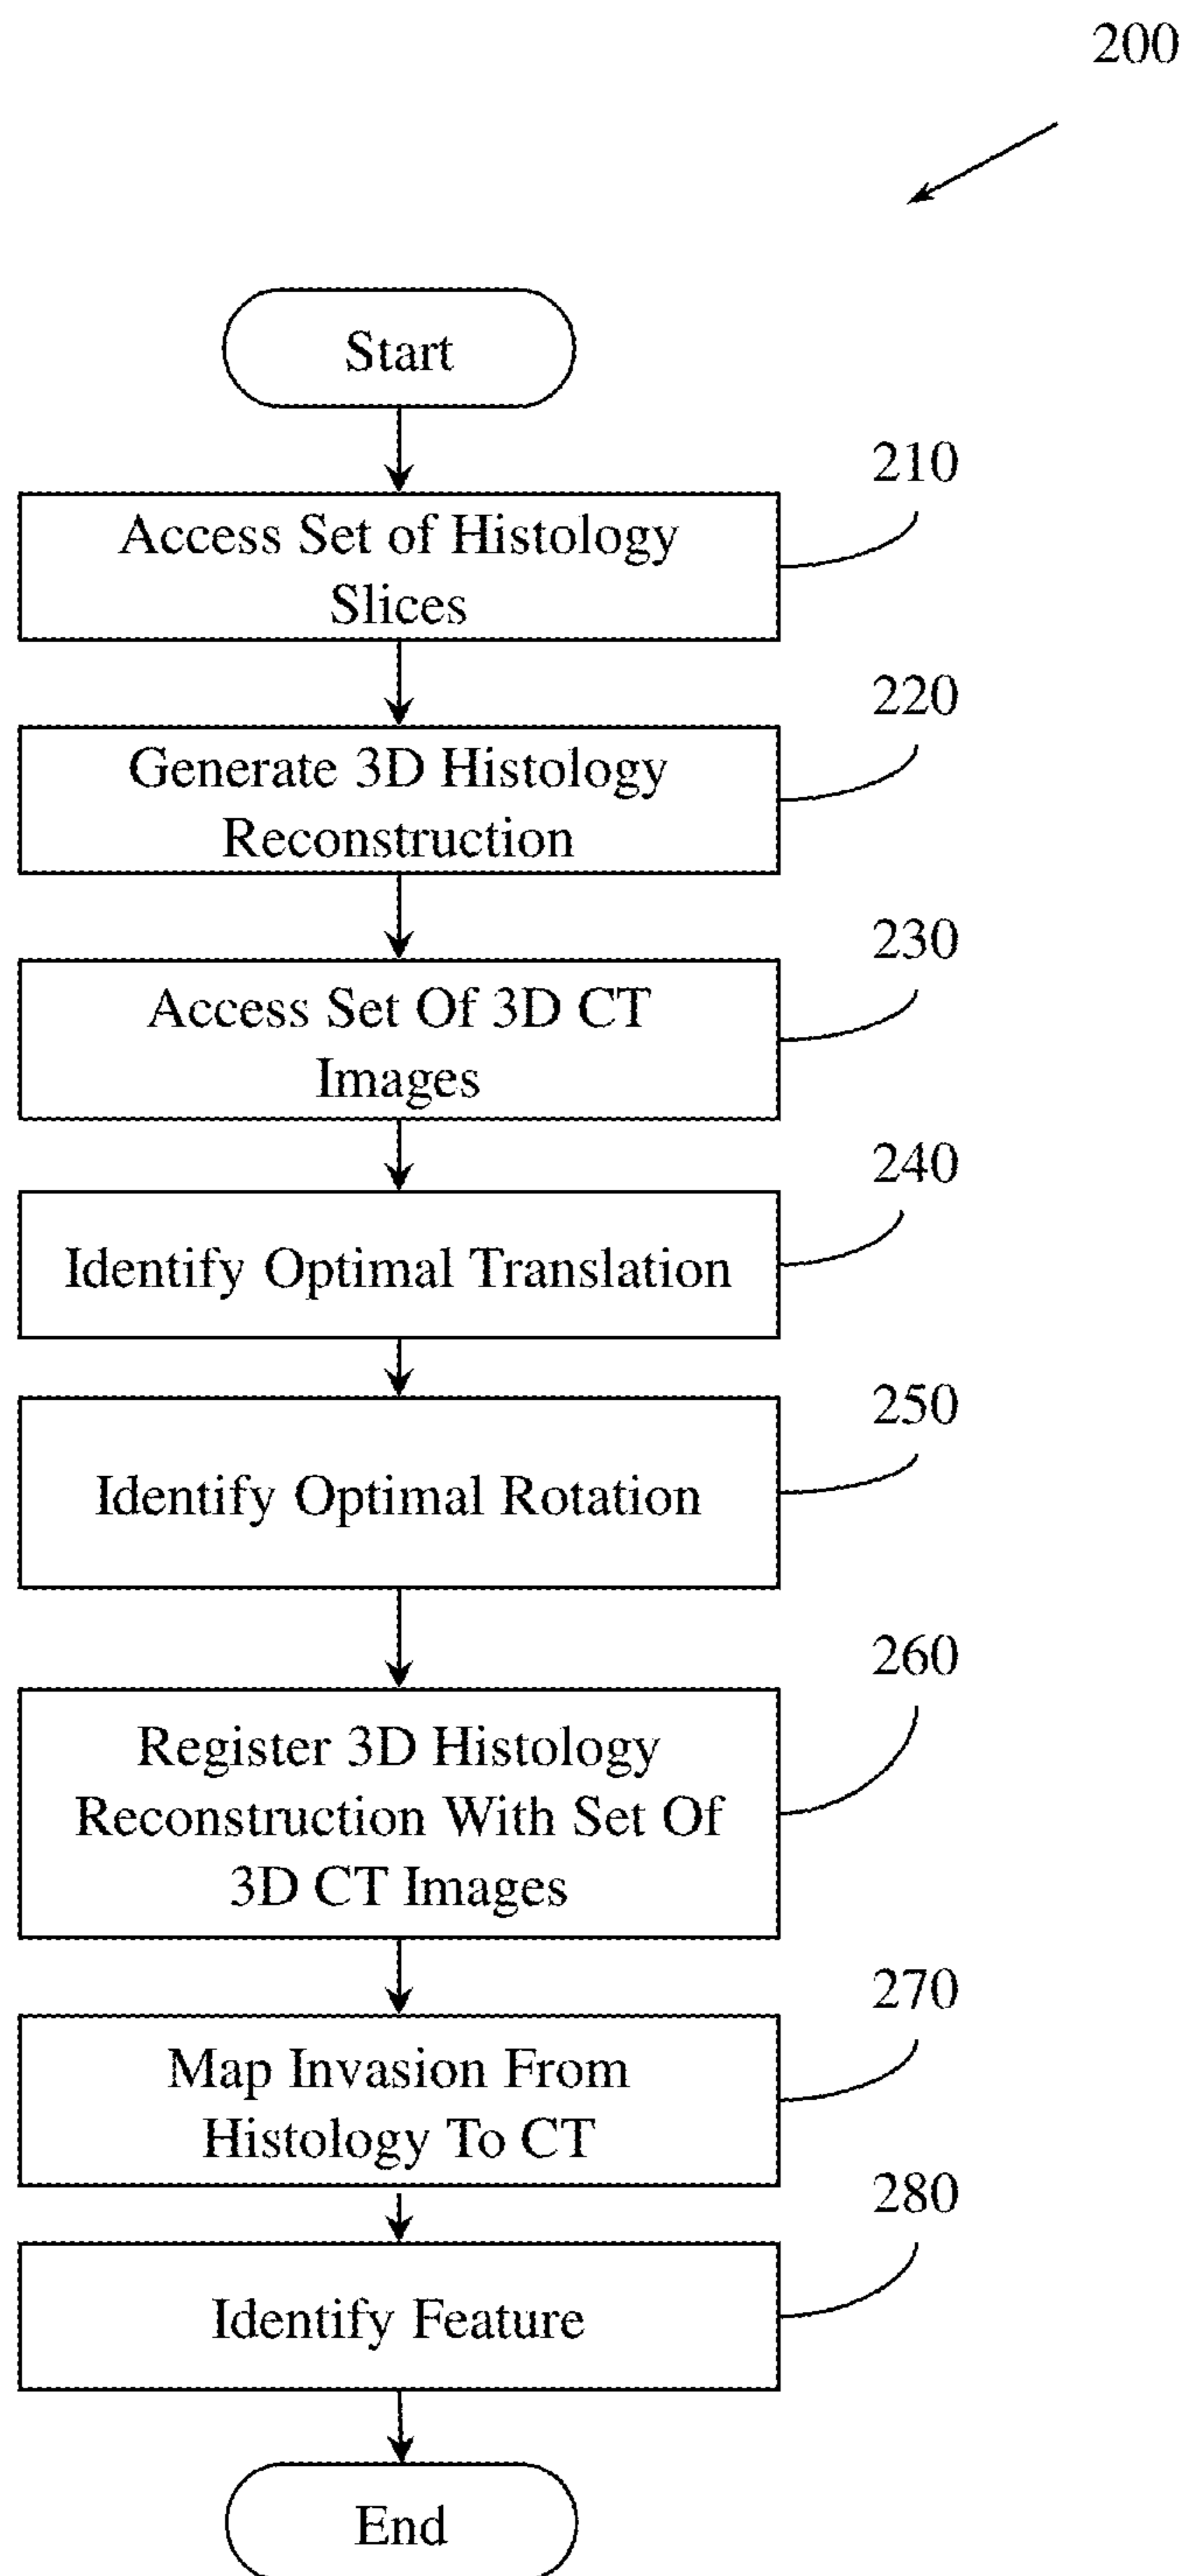 200
Start
210
Access Set of Histology
Slices
220
Generate 3D Histology
Reconstruction
230
Access Set Of 3D CT
Images
240
Identify Optimal Translation
250
Identify Optimal Rotation
260
Register 3D Histology
Reconstruction With Set Of
3D CT Images
270
Map Invasion From
Histology To CT
280
Identify Feature
End